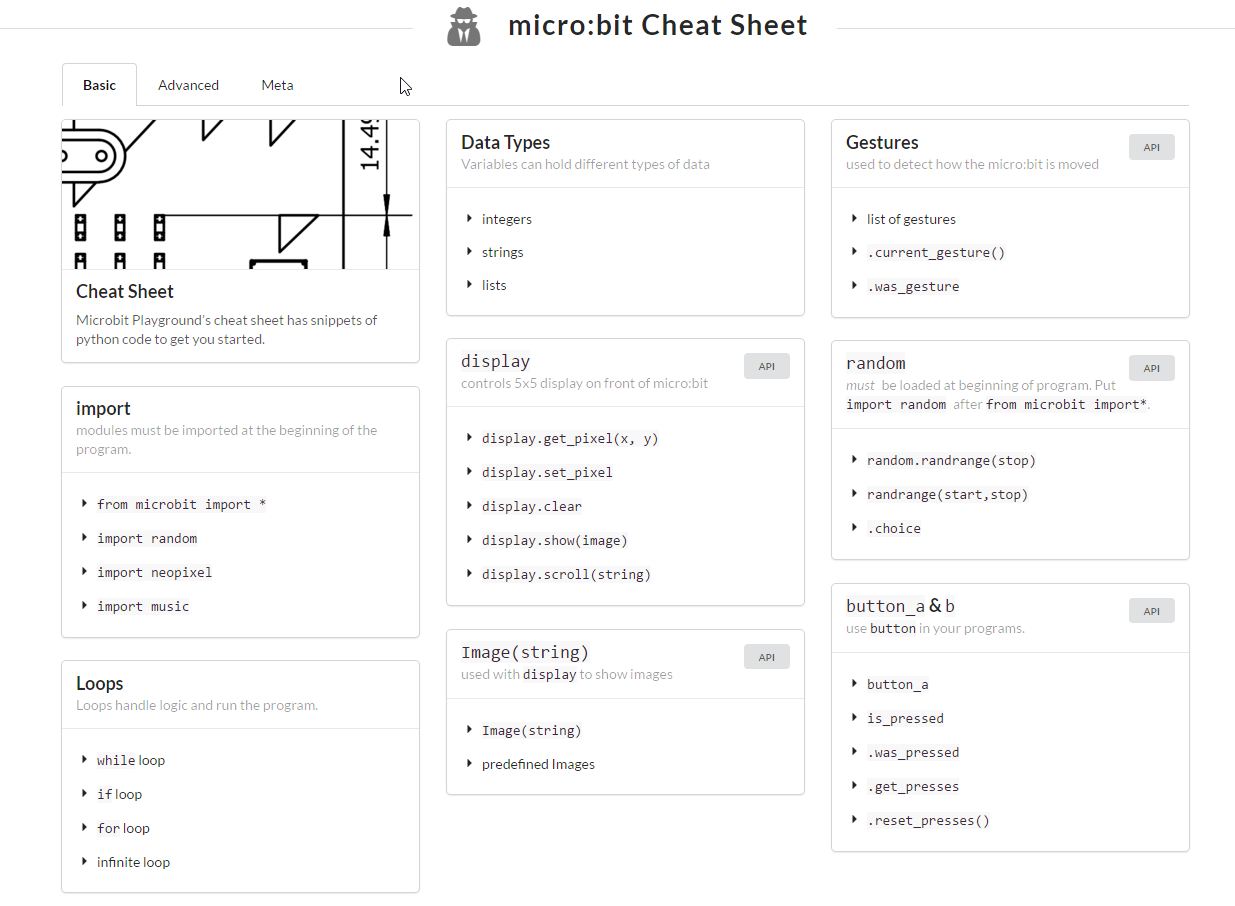 micro:bit Cheat Sheet
Basic
Advanced
Meta
14.49
Cheat Sheet
Microbit Playground's cheat sheet has snippets of
python code to get you started.
import
modules must be imported at the beginning of the
program.
from microbit import *
import random
import neopixel
import music
Loops
Loops handle logic and run the program.
while loop
if loop
for loop
infinite loop
Data Types
Variables can hold different types of data
integers
strings
lists
display
API
controls 5x5 display on front of micro:bit
display.get_pixel(x, y)
display.set_pixel
display.clear
display.show(image)
display.scroll(string)
Image(string)
API
used with display to show images
Image(string)
predefined Images
Gestures
API
used to detect how the micro:bit is moved
list of gestures
.current_gesture()
.was_gesture
random
API
must be loaded at beginning of program. Put
import random after from microbit import*.
random.randrange(stop)
randrange(start,stop)
.choice
button_a & b
API
use button in your programs.
button_a
is_pressed
.was_pressed
.get_presses
.reset_presses()